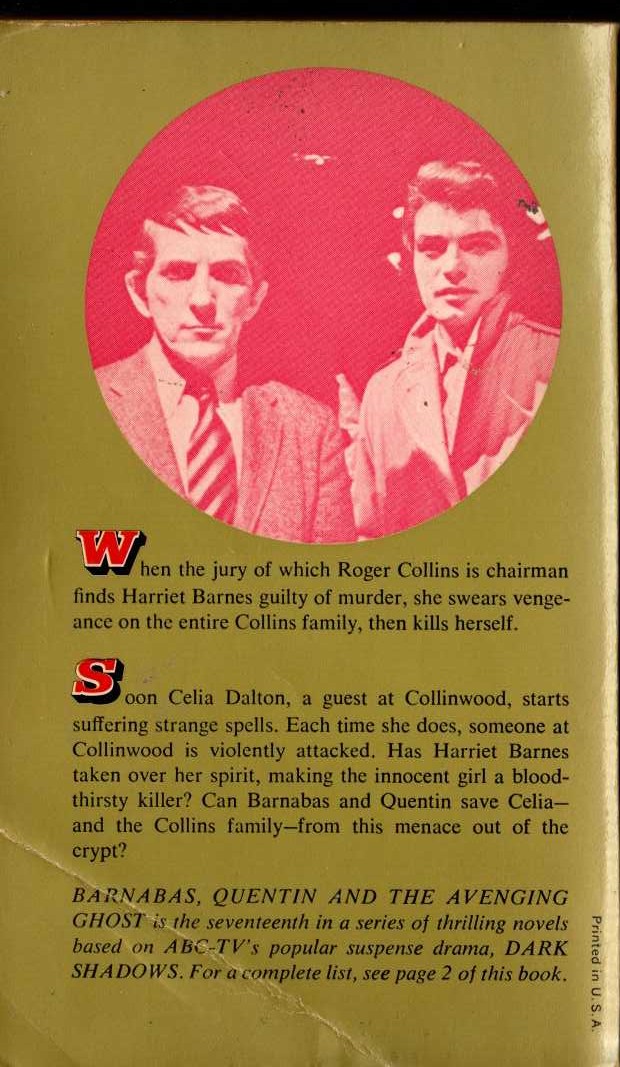 When the jury of which Roger Collins is chairman
finds Harriet Barnes guilty of murder, she swears venge-
ance on the entire Collins family, then kills herself.
Soon Celia Dalton, a guest at Collinwood, starts
suffering strange spells. Each time she does, someone at
Collinwood is violently attacked. Has Harriet Barnes
taken over her spirit, making the innocent girl a blood-
thirsty killer? Can Barnabas and Quentin save Celia—
and the Collins family—from this menace out of the
crypt?
BARNABAS, QUENTIN AND THE AVENGING
GHOST is the seventeenth in a series of thrilling novels
based on ABC-TV's popular suspense drama, DARK
SHADOWS. For a complete list, see page 2 of this book.
Printed in U.S.A.